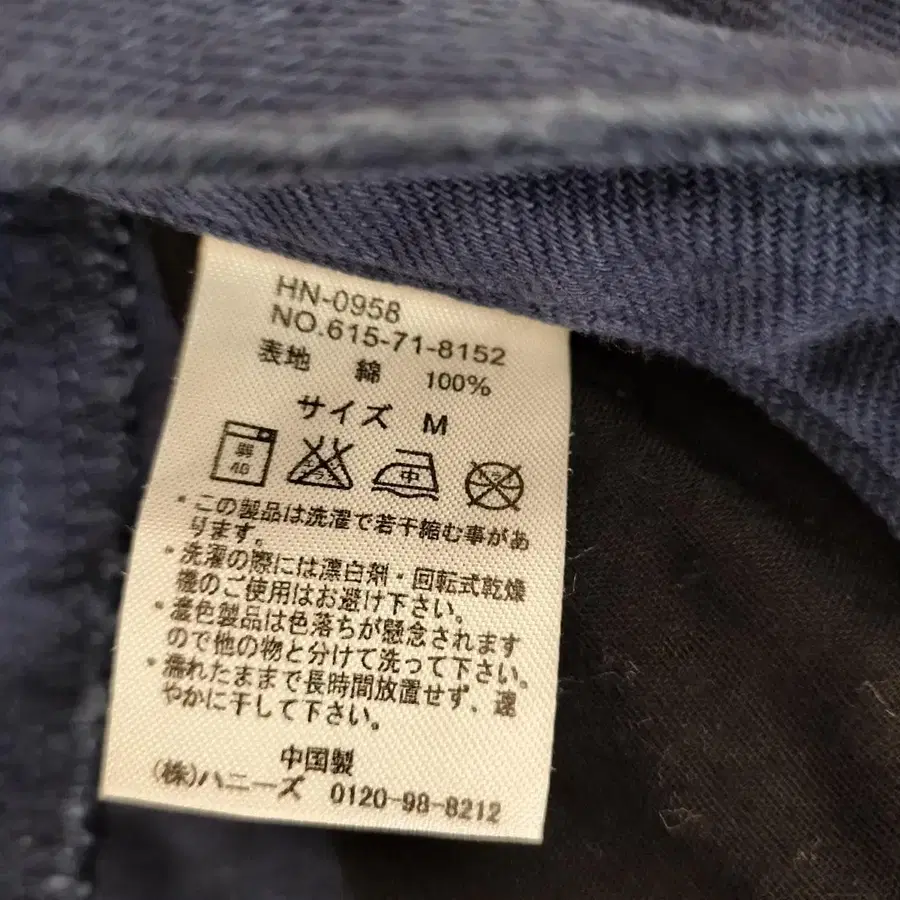 HN-0958
NO.615-71-8152
表地 綿 100%
サイズ M
弱 40 中
・この製品は洗濯で若干縮む事があ
ります。
・洗濯の際には漂白剤・回転式乾燥
機のご使用はお避け下さい。
・濃色製品は色落ちが懸念されます
ので他の物と分けて洗って下さい。
・濡れたままで長時間放置せず、速
やかに干して下さい。
中国製
(株)ハニーズ 0120-98-8212